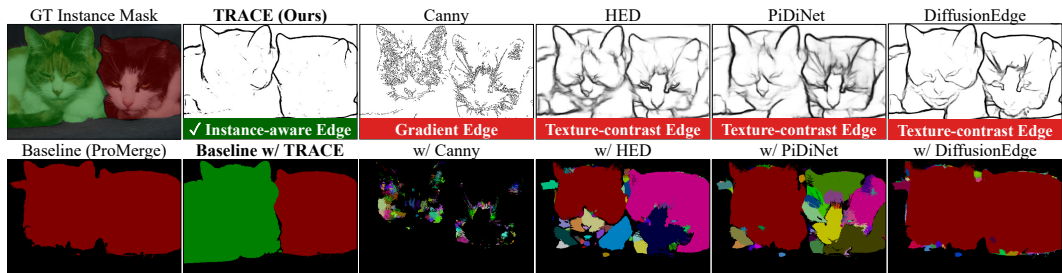 GT Instance Mask
TRACE (Ours)
Canny
HED
PiDiNet
DiffusionEdge
✓ Instance-aware Edge
Gradient Edge
Texture-contrast Edge
Texture-contrast Edge
Texture-contrast Edge
Baseline (ProMerge)
Baseline w/ TRACE
w/ Canny
w/ HED
w/ PiDiNet
w/ DiffusionEdge